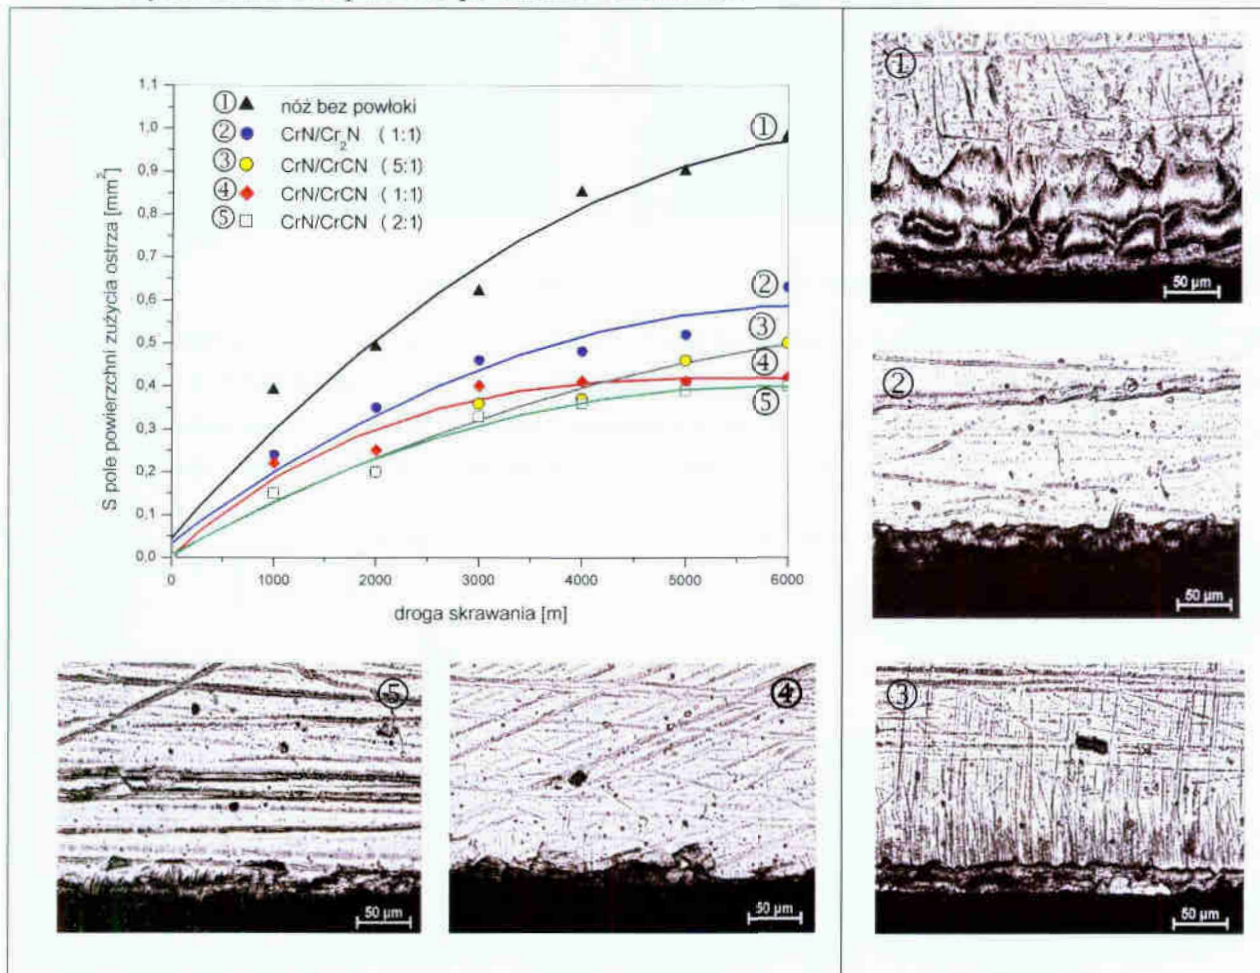 1,1
1,0
0,9
0,8
0,7
0,6
0,5
0,4
0,3
0,2
0,1
0,0
S pole powierzchni zużycia ostrza [mm²]
① nóż bez powłoki
② CrN/Cr₂N ( 1:1)
③ CrN/CrCN ( 5:1)
④ CrN/CrCN ( 1:1)
⑤ CrN/CrCN ( 2:1)
①
②
③
④
⑤
0 1000 2000 3000 4000 5000 6000
droga skrawania [m]
①
50 µm
②
50 µm
⑤
50 µm
④
50 µm
③
50 µm